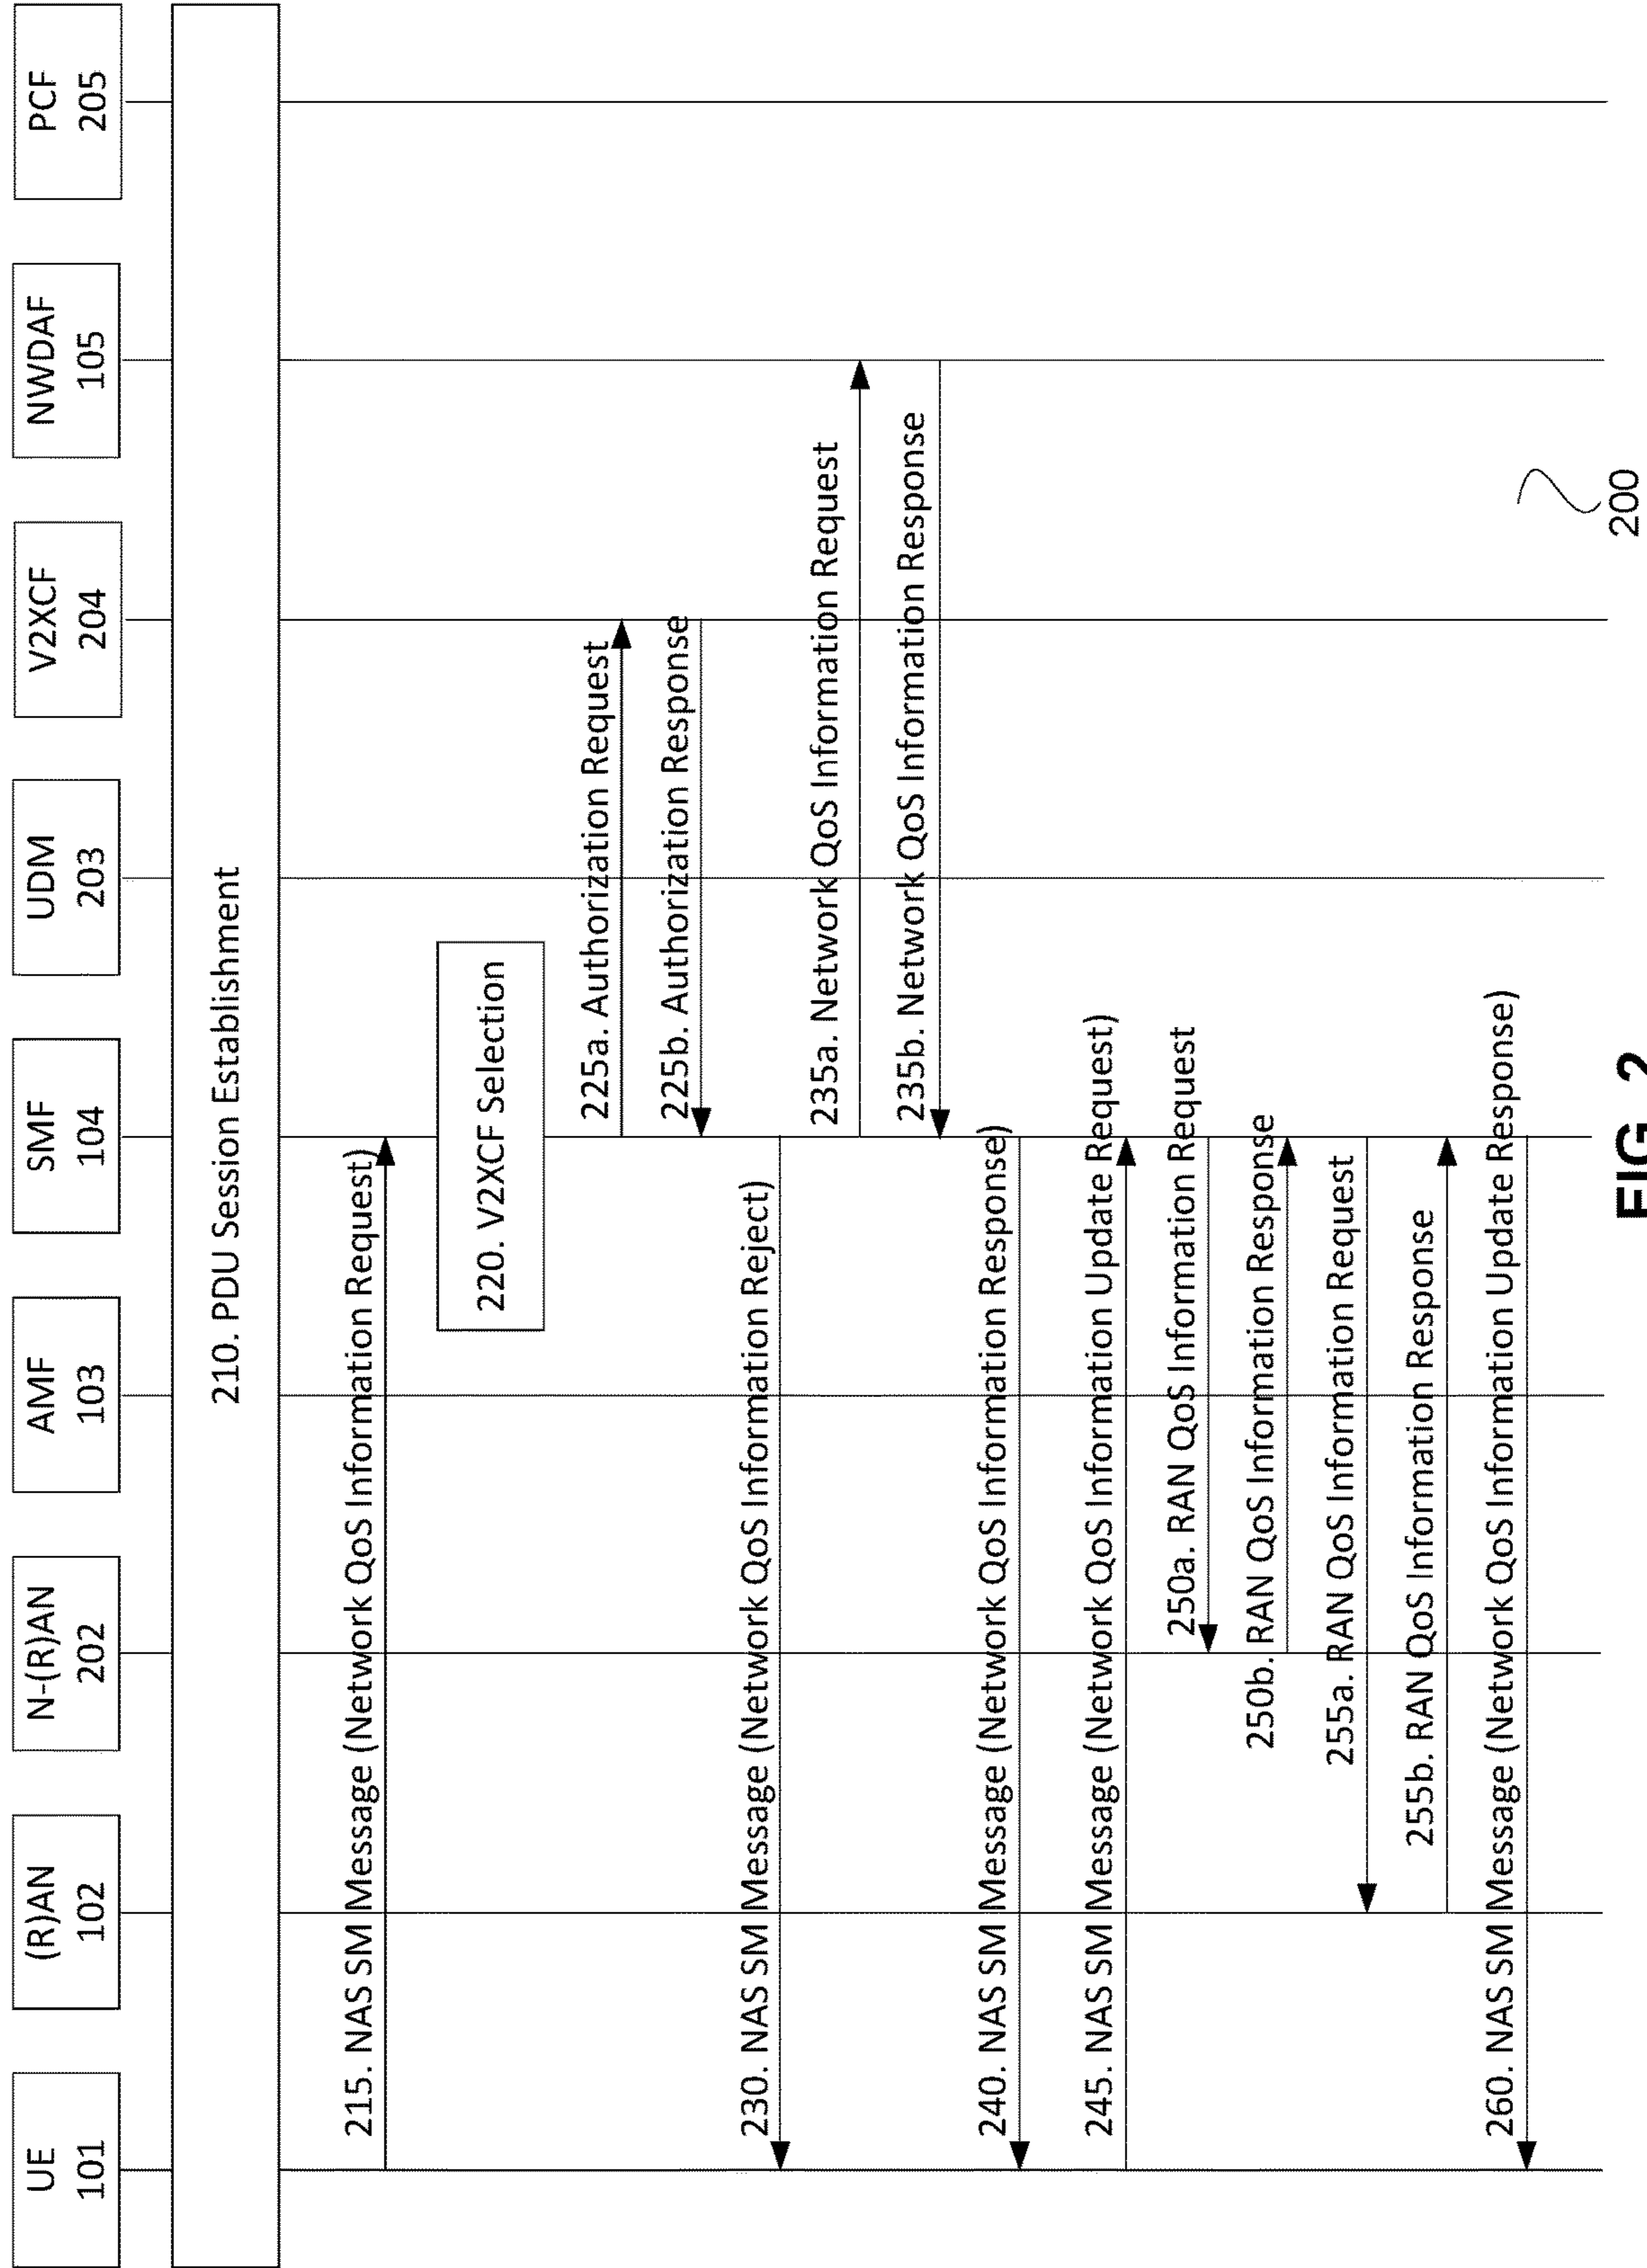 UE
101
(R)AN
102
N-(R)AN
202
AMF
103
SMF
104
UDM
203
V2XCF
204
NWDAF
105
PCF
205
210. PDU Session Establishment
215. NAS SM Message (Network QoS Information Request)
220. V2XCF Selection
225a. Authorization Request
225b. Authorization Response
230. NAS SM Message (Network QoS Information Reject)
235a. Network QoS Information Request
235b. Network QoS Information Response
240. NAS SM Message (Network QoS Information Response)
245. NAS SM Message (Network QoS Information Update Request)
250a. RAN QoS Information Request
250b. RAN QoS Information Response
255a. RAN QoS Information Request
255b. RAN QoS Information Response
260. NAS SM Message (Network QoS Information Update Response)
200
FIG. 2